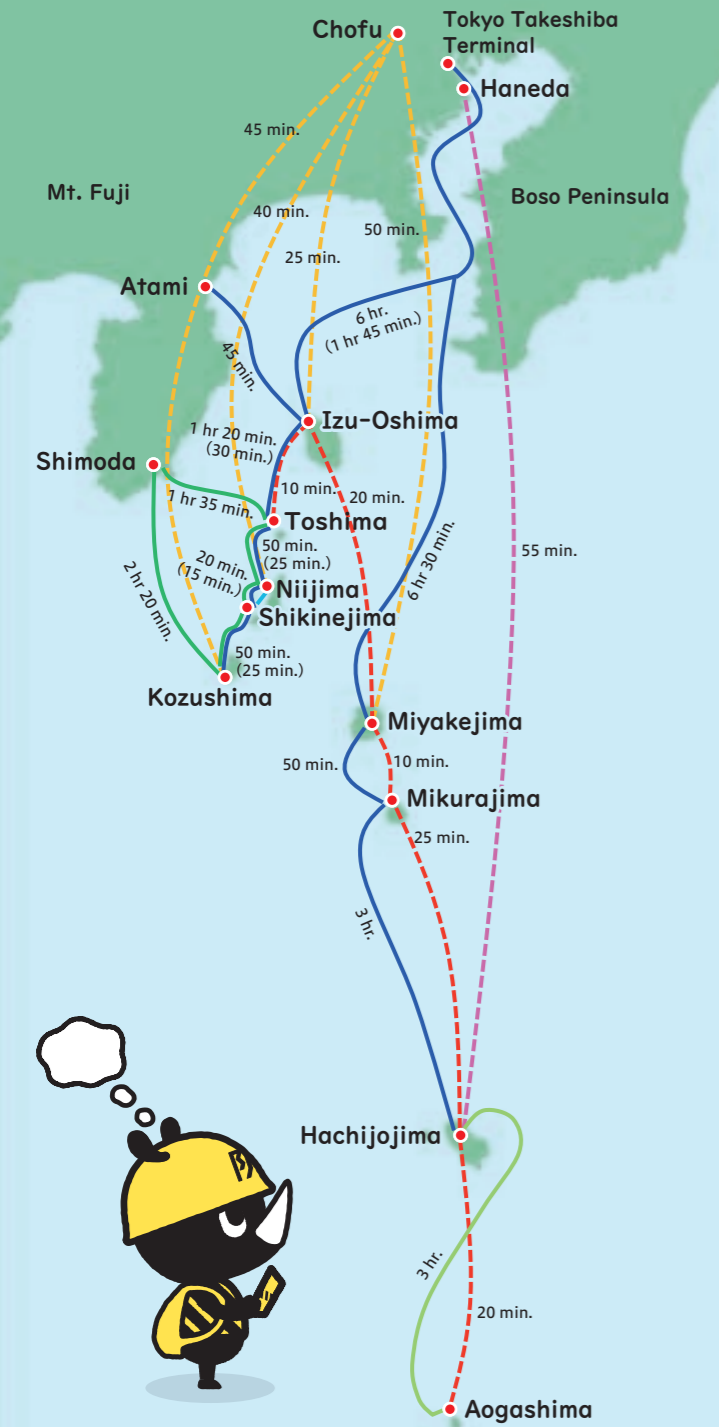 Chofu
Tokyo Takeshiba
Terminal
Haneda
45 min.
Mt. Fuji
Boso Peninsula
40 min.
50 min.
25 min.
Atami
6 hr.
(1 hr 45 min.)
45 min.
Izu-Oshima
1 hr 20 min.
(30 min.)
Shimoda
10 min.
20 min.
1 hr 35 min.
Toshima
50 min.
(25 min.)
6 hr 30 min.
55 min.
20 min.
(15 min.)
2 hr 20 min.
Niijima
Shikinejima
50 min.
(25 min.)
Kozushima
Miyakejima
50 min.
10 min.
Mikurajima
25 min.
3 hr.
Hachijojima
3 hr.
20 min.
Aogashima